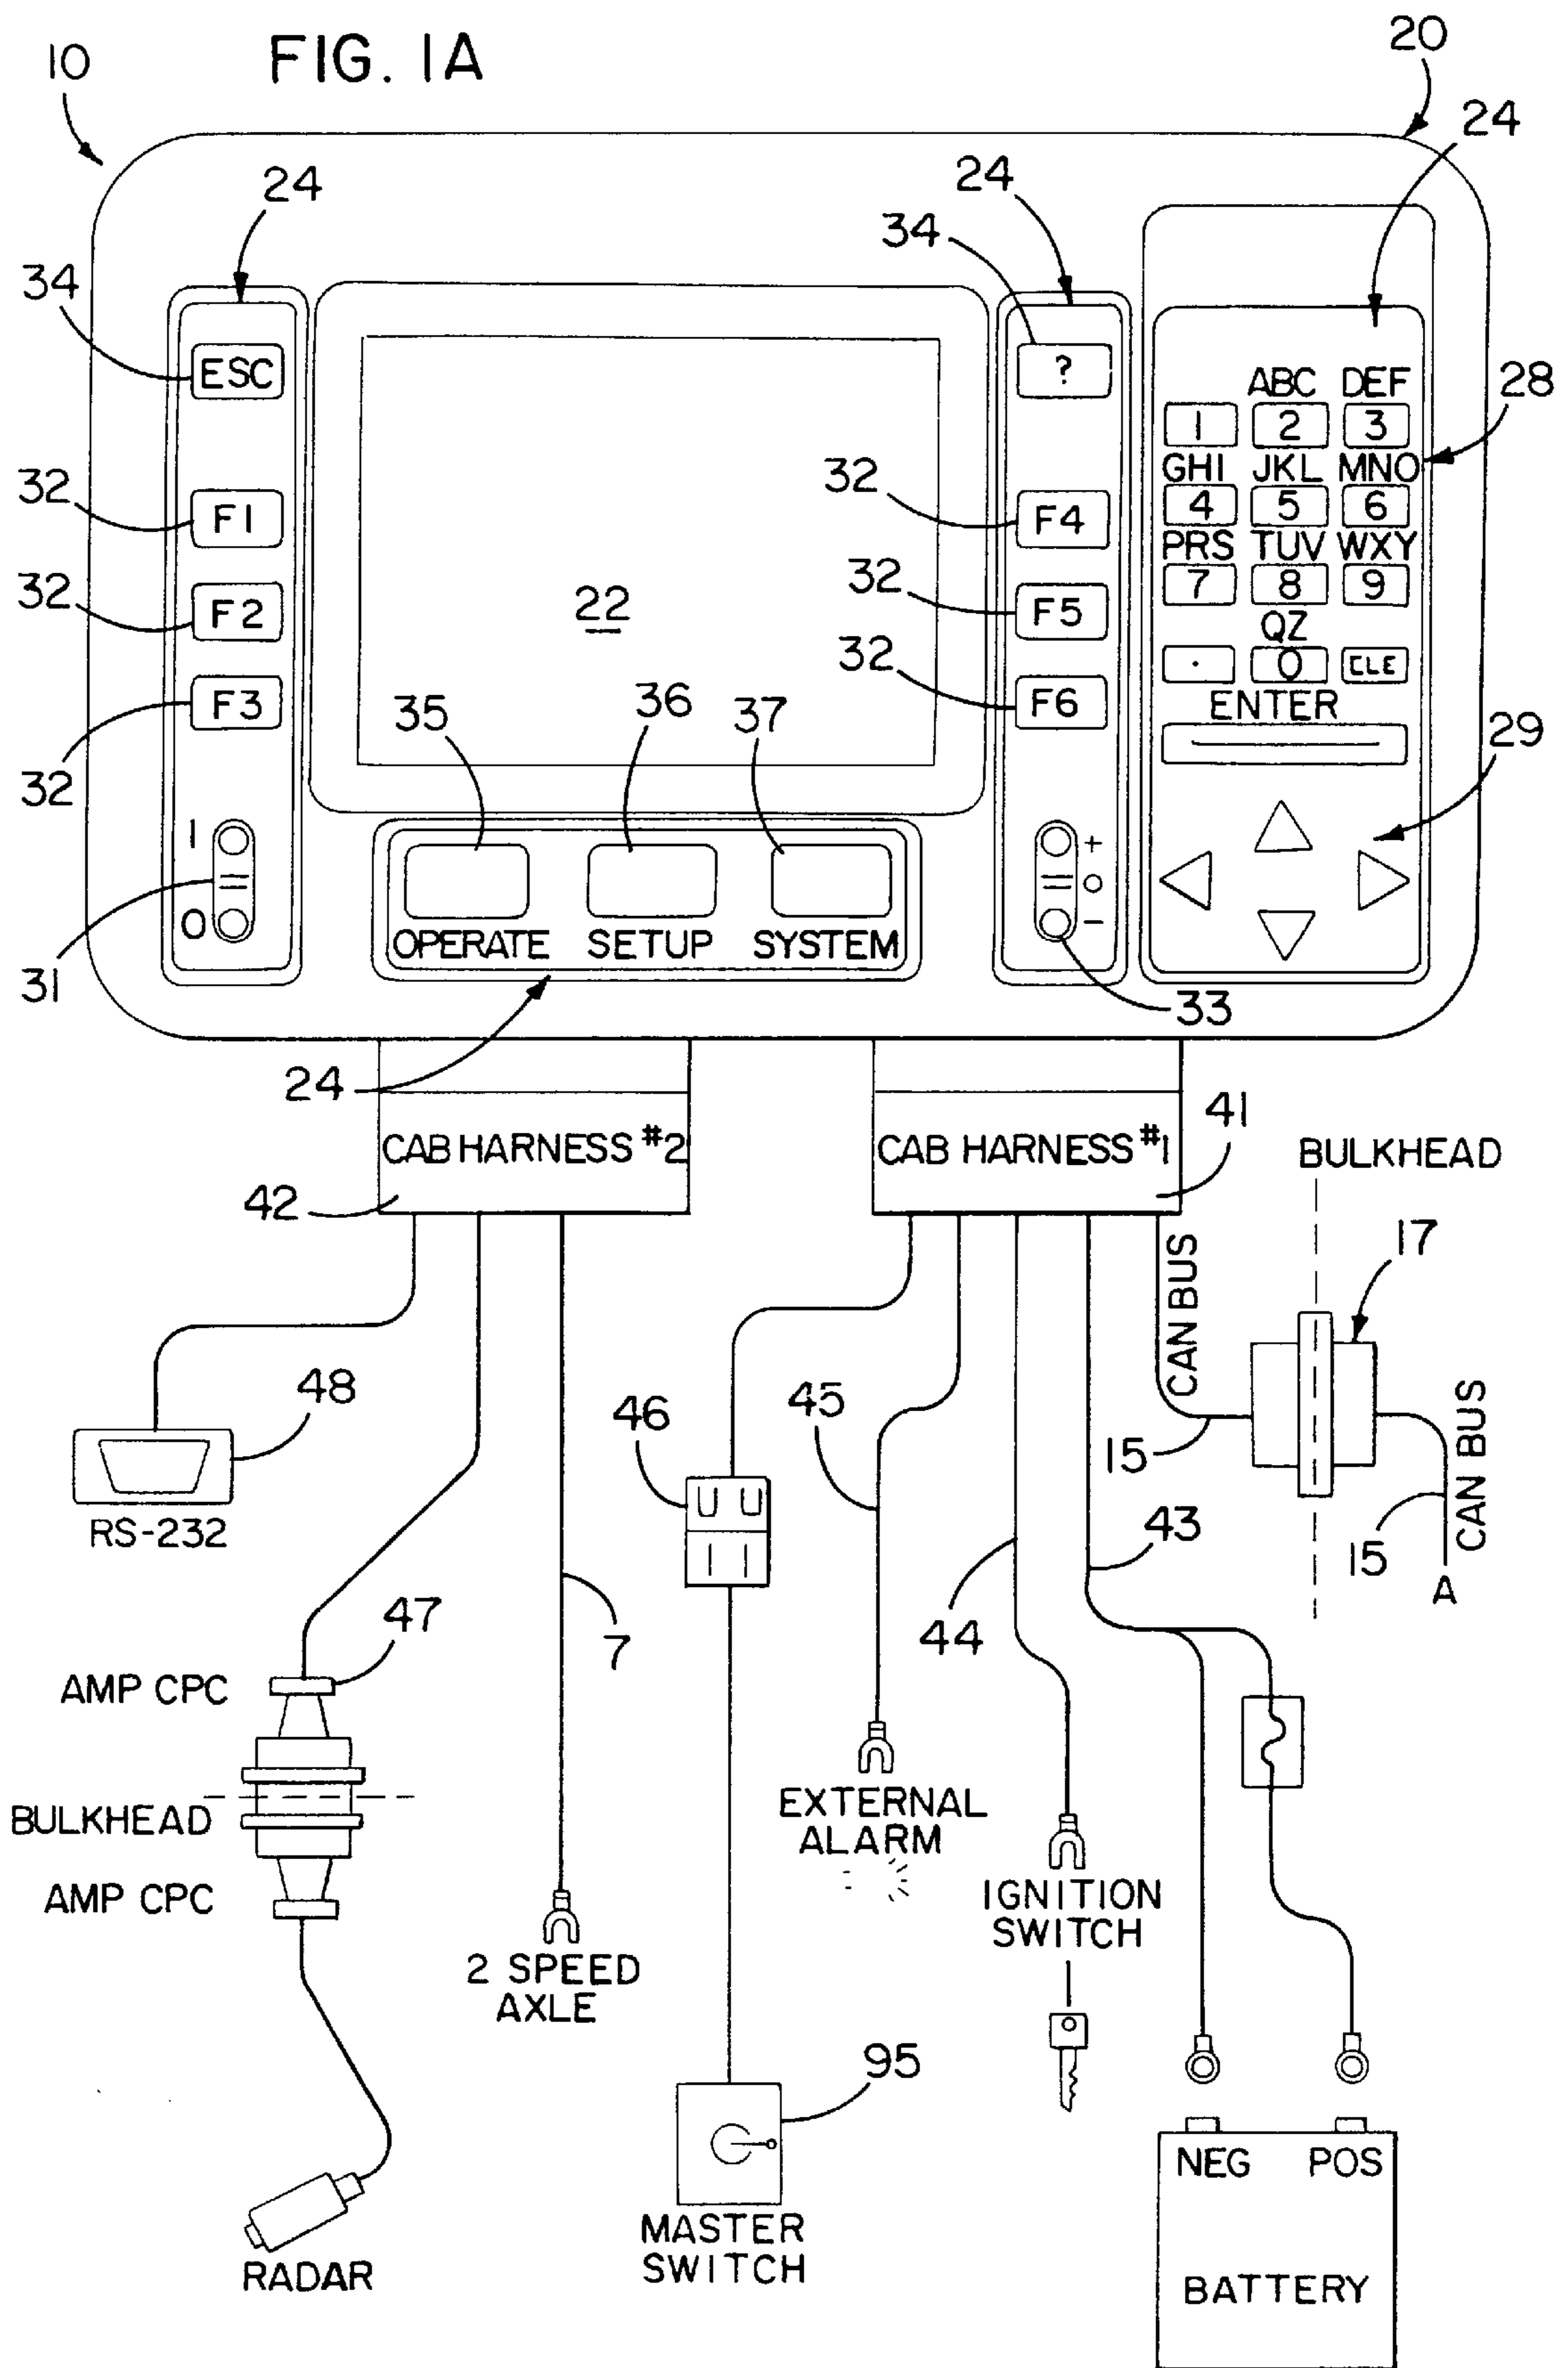 FIG. 1A
10
20
24
24
24
34
34
ESC
?
ABC DEF
28
1 2 3
GHI JKL MNO
32
32
F1
F4
4 5 6
PRS TUV WXY
32
32
F2
22
F5
7 8 9
QZ
32
. 0 CLE
F3
35
36
37
F6
ENTER
32
29
1
+
0
-
31
OPERATE SETUP SYSTEM
33
24
41
CAB HARNESS #2
CAB HARNESS #1
BULKHEAD
42
17
CAN BUS
48
46
45
15
CAN BUS
RS-232
43
15
A
47
7
44
AMP CPC
BULKHEAD
EXTERNAL
ALARM
AMP CPC
IGNITION
SWITCH
2 SPEED
AXLE
95
NEG POS
MASTER
SWITCH
RADAR
BATTERY